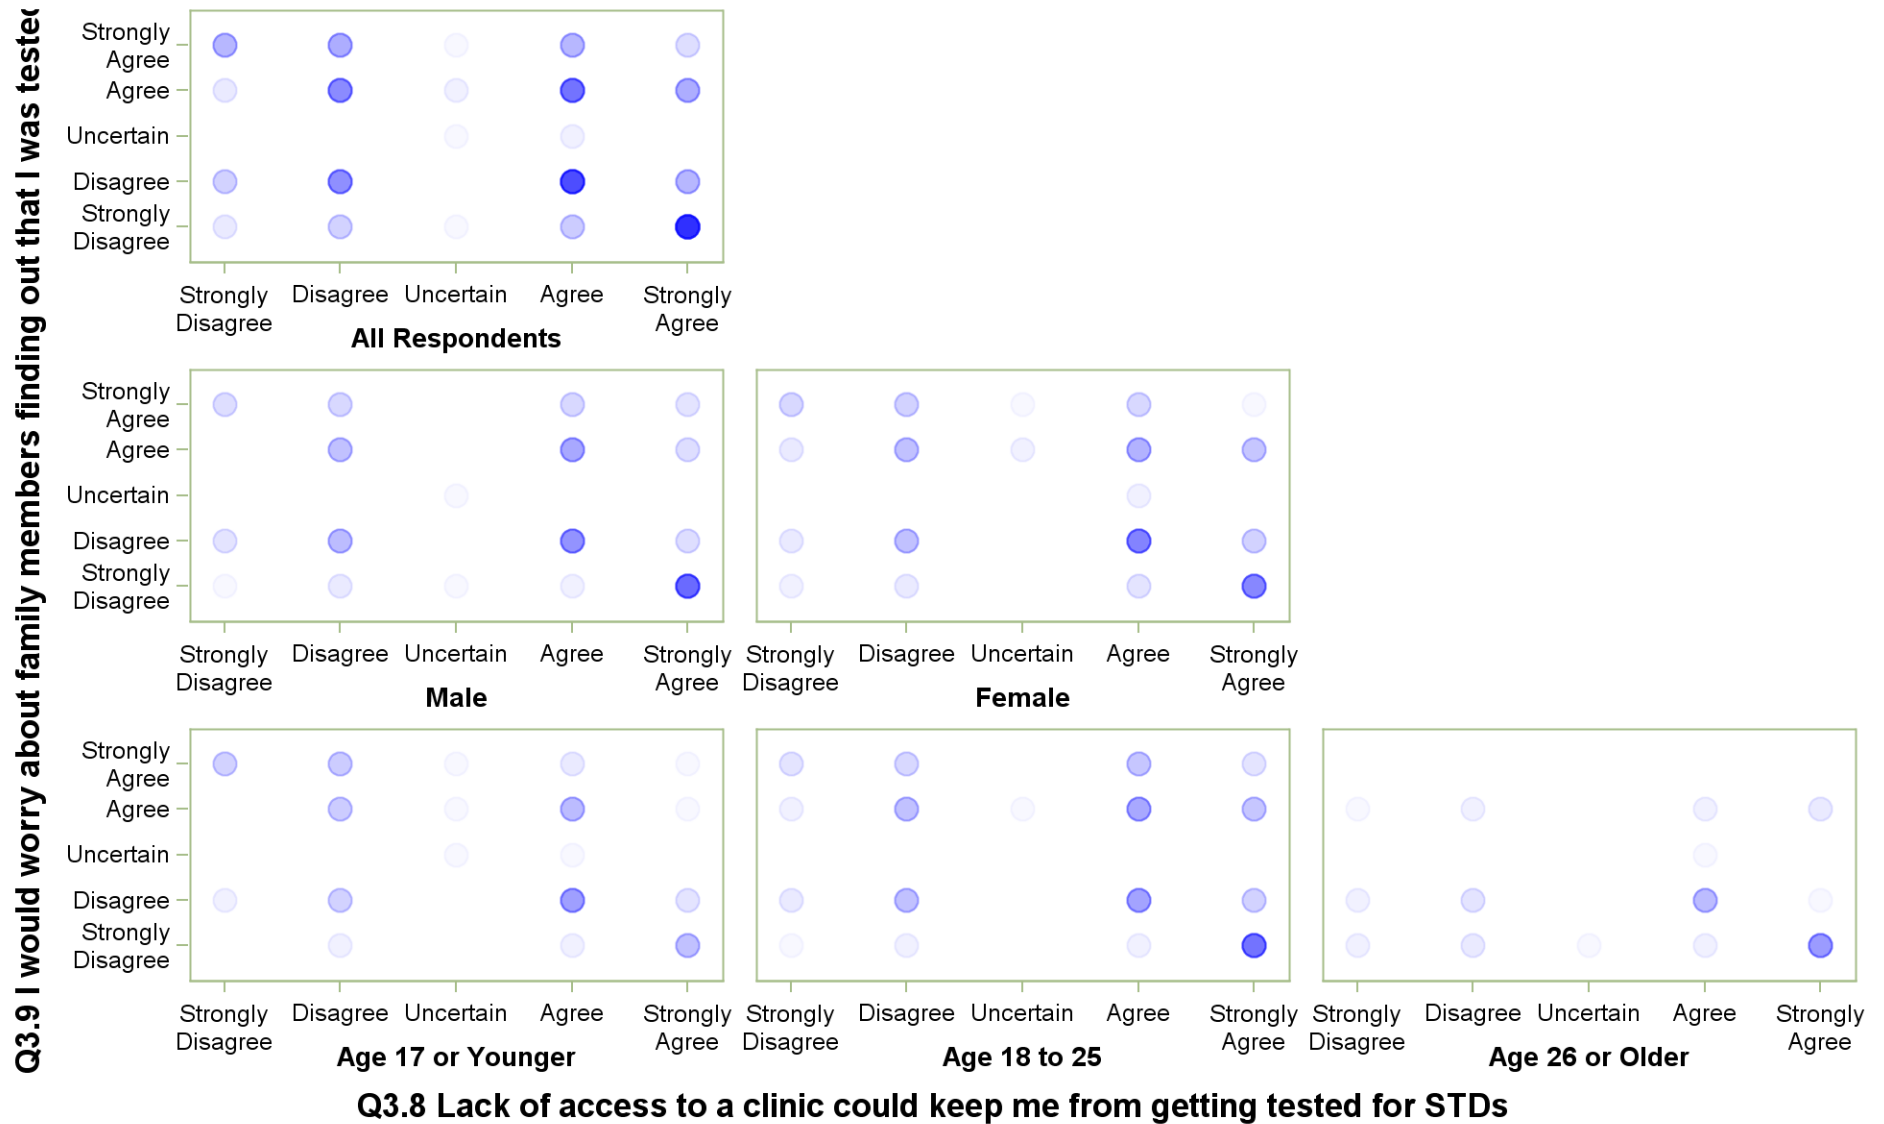 Q3.9 I would worry about family members finding out that I was tested
Strongly
Agree
Agree
Uncertain
Disagree
Strongly
Disagree
Strongly Disagree Uncertain Agree Strongly
Disagree Agree
All Respondents
Strongly
Agree
Agree
Uncertain
Disagree
Strongly
Disagree
Strongly Disagree Uncertain Agree Strongly
Disagree Agree
Male
Strongly Disagree Uncertain Agree Strongly
Disagree Agree
Female
Strongly
Agree
Agree
Uncertain
Disagree
Strongly
Disagree
Strongly Disagree Uncertain Agree Strongly
Disagree Agree
Age 17 or Younger
Strongly Disagree Uncertain Agree Strongly
Disagree Agree
Age 18 to 25
Strongly Disagree Uncertain Agree Strongly
Disagree Agree
Age 26 or Older
Q3.8 Lack of access to a clinic could keep me from getting tested for STDs